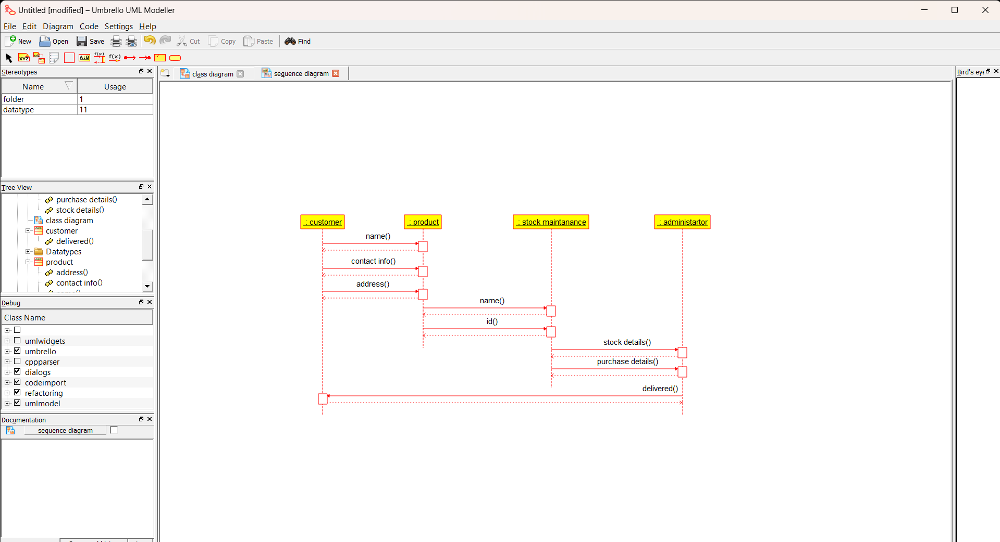 Untitled [modified] – Umbrello UML Modeller
File Edit Diagram Code Settings Help
New Open Save Cut Copy Paste Find
XYZ XYZ A:B f(x) f(x)
Stereotypes
Name Usage
folder 1
datatype 11
Tree View
purchase details()
stock details()
class diagram
customer
delivered()
Datatypes
product
address()
contact info()
name()
Debug
Class Name
umlwidgets
umbrello
cppparser
dialogs
codeimport
refactoring
umlmodel
Documentation
sequence diagram
class diagram sequence diagram
: customer : product : stock maintanance : administartor
name()
contact info()
address()
name()
id()
stock details()
purchase details()
delivered()
Bird's eye